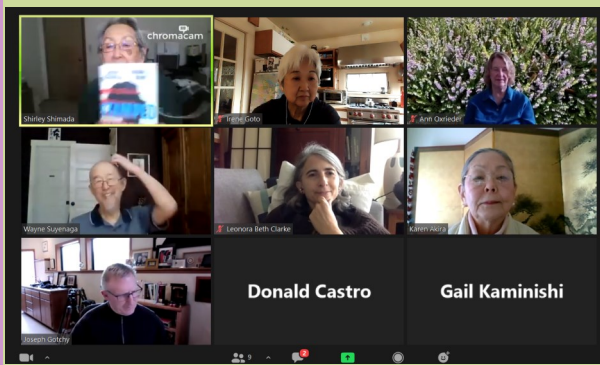 chromacam
Shirley Shimada
Irene Goto
Ann Oxrieder
Wayne Suyenaga
Leonora Beth Clarke
Karen Akira
Joseph Gotchy
Donald Castro
Gail Kaminishi
9
2